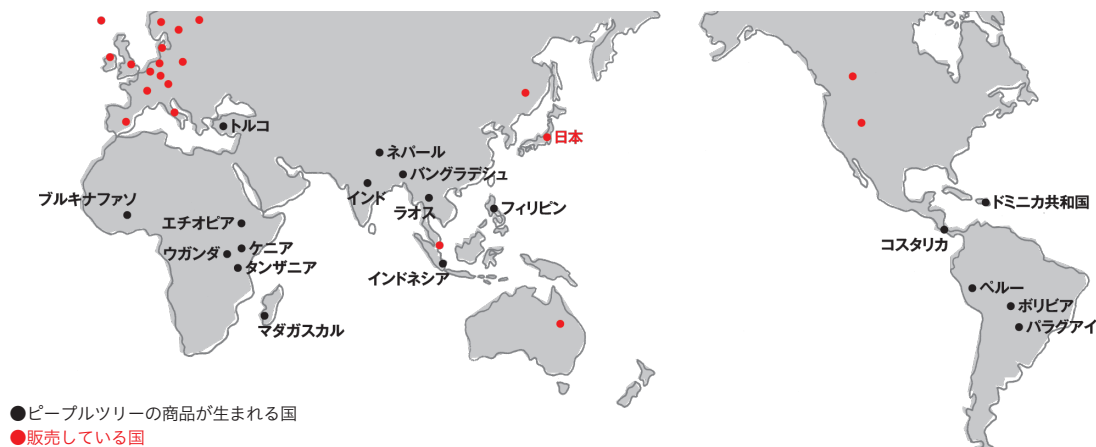 トルコ
日本
ネパール
バングラデシュ
インド
ラオス
フィリピン
ブルキナファソ
エチオピア
ケニア
ウガンダ
タンザニア
インドネシア
マダガスカル
ドミニカ共和国
コスタリカ
ペルー
ボリビア
パラグアイ
●ピープルツリーの商品が生まれる国
●販売している国